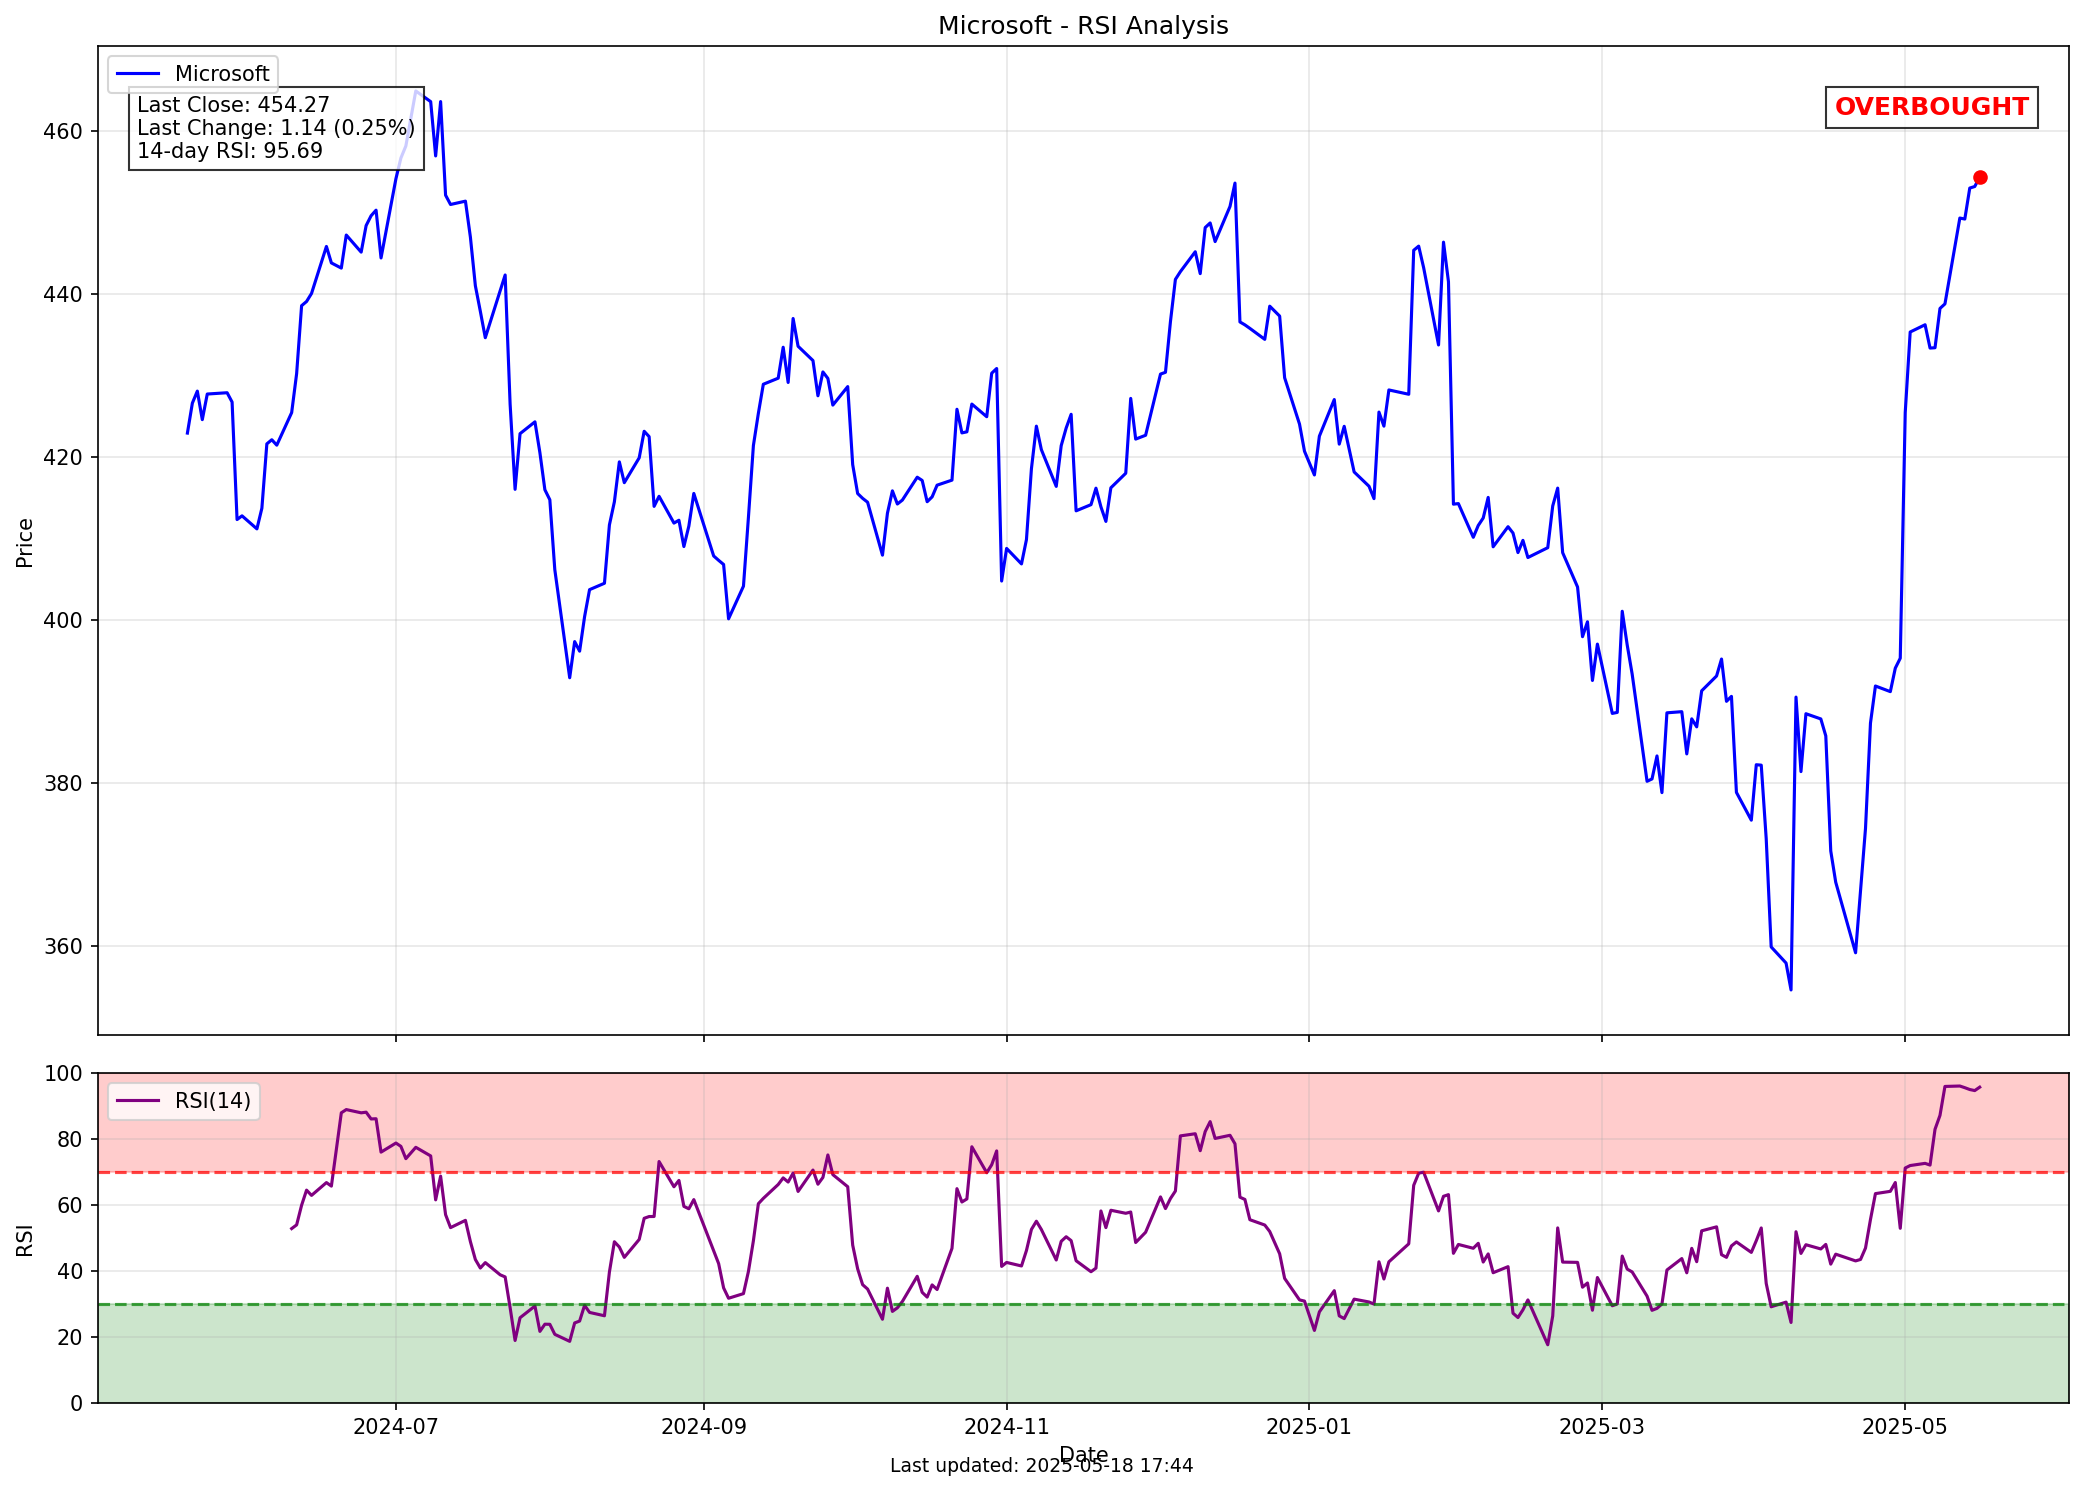 Microsoft - RSI Analysis
Microsoft
Last Close: 454.27
Last Change: 1.14 (0.25%)
14-day RSI: 95.69
OVERBOUGHT
460
440
420
400
380
360
Price
100
80
60
40
20
0
RSI
RSI(14)
2024-07
2024-09
2024-11
2025-01
2025-03
2025-05
Date
Last updated: 2025-05-18 17:44